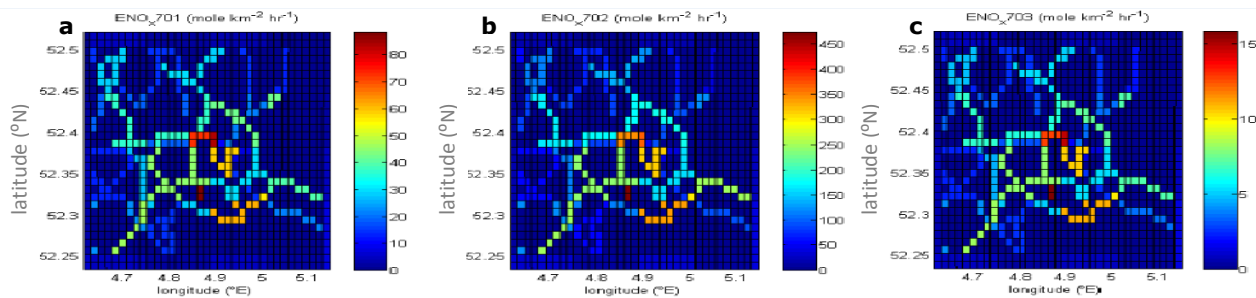 a
ENOₓ701 (mole km⁻² hr⁻¹)
latitude (°N)
52.5
52.45
52.4
52.35
52.3
52.25
4.7 4.8 4.9 5 5.1
longitude (°E)
80
70
60
50
40
30
20
10
0
b
ENOₓ702 (mole km⁻² hr⁻¹)
latitude (°N)
52.5
52.45
52.4
52.35
52.3
52.25
4.7 4.8 4.9 5 5.1
longitude (°E)
450
400
350
300
250
200
150
100
50
0
c
ENOₓ703 (mole km⁻² hr⁻¹)
latitude (°N)
52.5
52.45
52.4
52.35
52.3
52.25
4.7 4.8 4.9 5 5.1
longitude (°E)
15
10
5
0